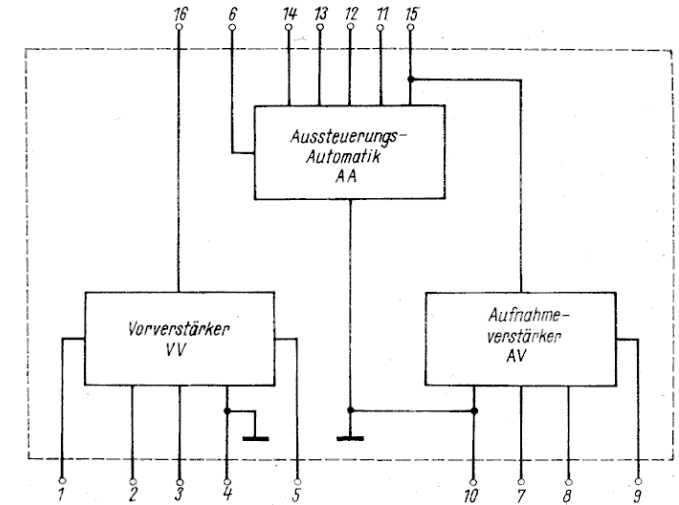 16 6 14 13 12 11 15
Aussteuerungs-
Automatik
AA
Vorverstärker
VV
Aufnahme-
verstärker
AV
1 2 3 4 5 10 7 8 9